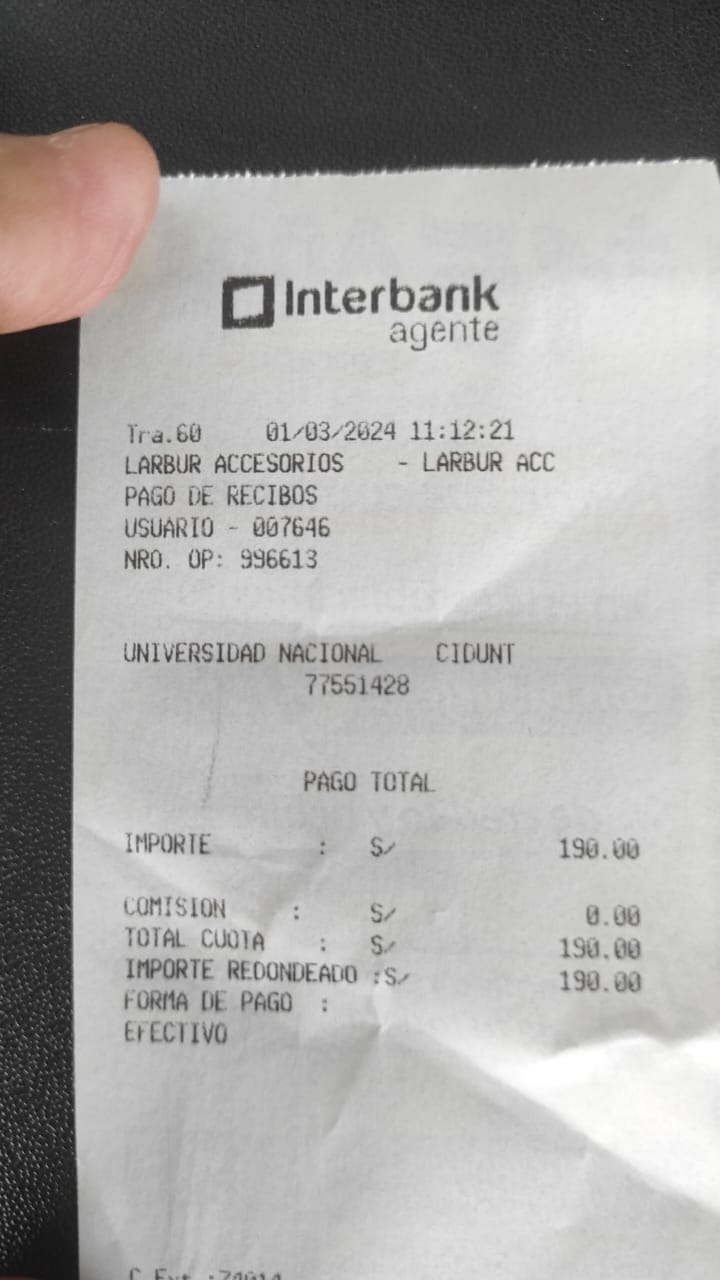 Interbank
agente
Tra.60 01/03/2024 11:12:21
LARBUR ACCESORIOS - LARBUR ACC
PAGO DE RECIBOS
USUARIO - 007646
NRO. OP: 996613
UNIVERSIDAD NACIONAL CIDUNT
77551428
PAGO TOTAL
IMPORTE : S/ 190.00
COMISION : S/ 0.00
TOTAL CUOTA : S/ 190.00
IMPORTE REDONDEADO :S/ 190.00
FORMA DE PAGO :
EFECTIVO